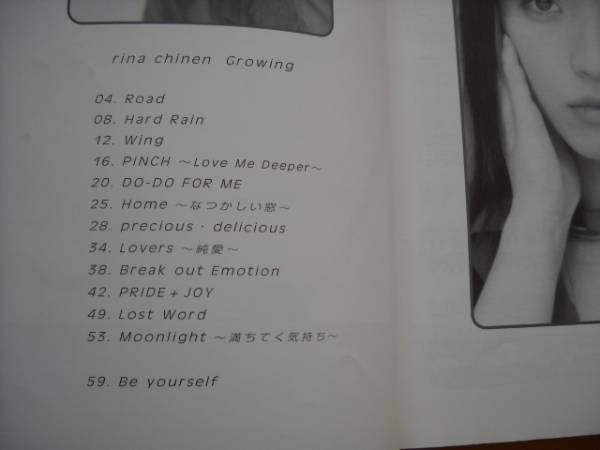 rina chinen Growing
04. Road
08. Hard Rain
12. Wing
16. PINCH ～Love Me Deeper～
20. DO-DO FOR ME
25. Home ～なつかしい窓～
28. precious・delicious
34. Lovers ～純愛～
38. Break out Emotion
42. PRIDE + JOY
49. Lost Word
53. Moonlight ～満ちてく気持ち～
59. Be yourself